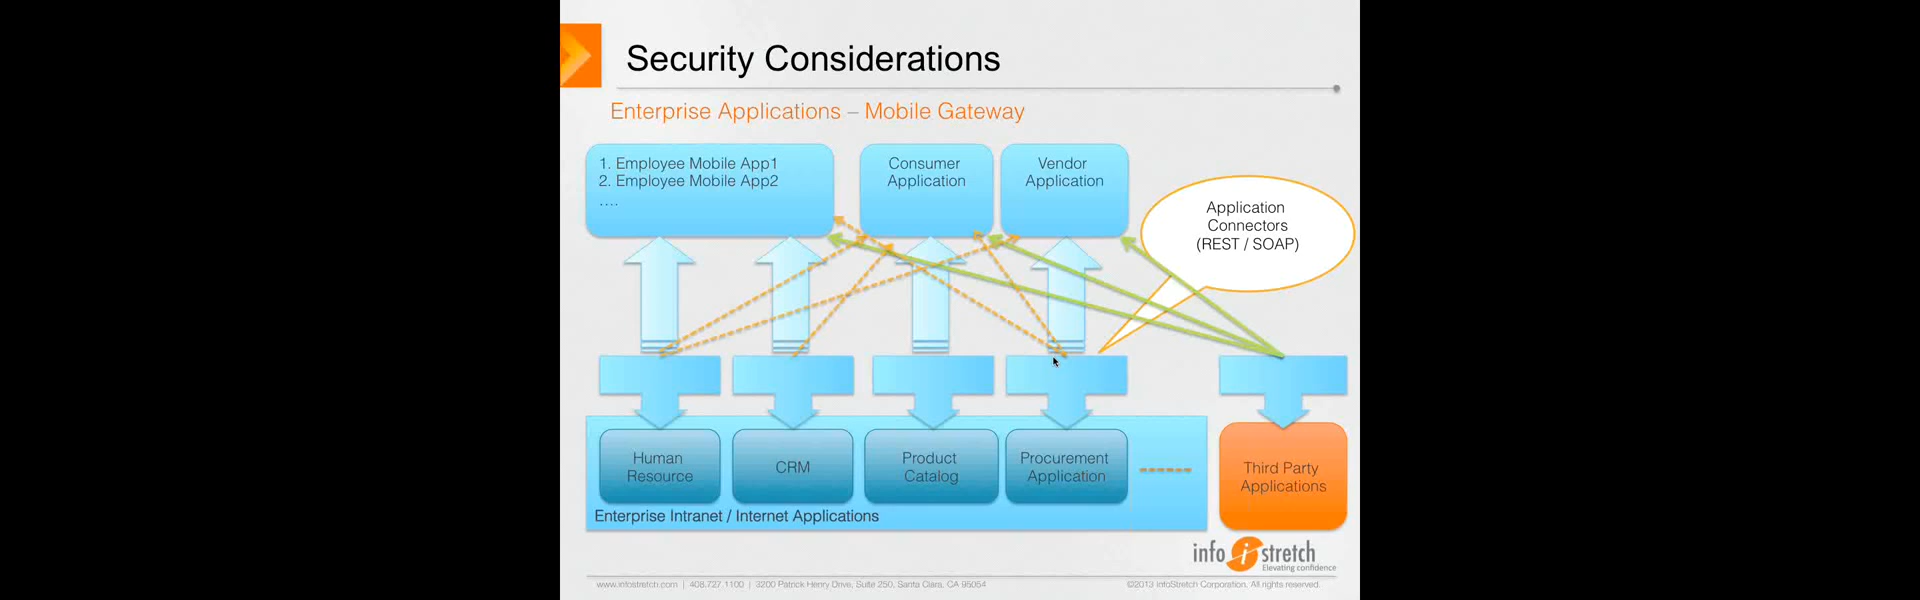 Security Considerations
Enterprise Applications – Mobile Gateway
1. Employee Mobile App1
2. Employee Mobile App2
....
Consumer
Application
Vendor
Application
Application
Connectors
(REST / SOAP)
Human
Resource
CRM
Product
Catalog
Procurement
Application
Third Party
Applications
Enterprise Intranet / Internet Applications
info i stretch
Elevating confidence
www.infostretch.com | 408.727.1100 | 3200 Patrick Henry Drive, Suite 250, Santa Clara, CA 95054
©2013 InfoStretch Corporation. All rights reserved.